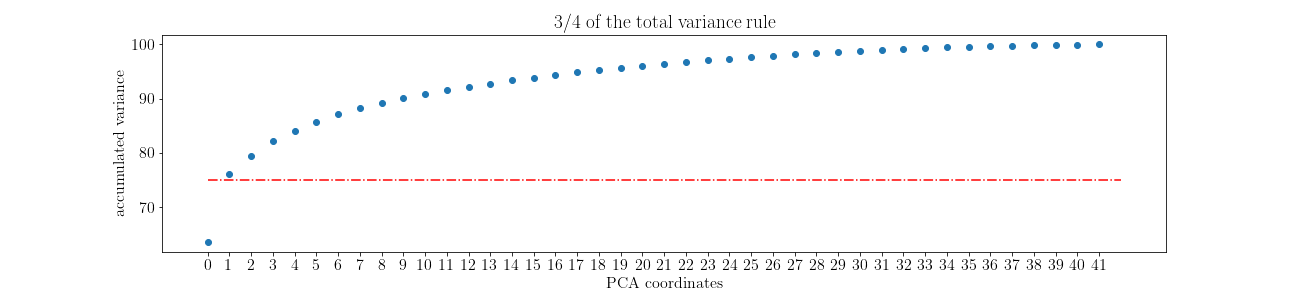 3/4 of the total variance rule
100
90
80
70
accumulated variance
0 1 2 3 4 5 6 7 8 9 10 11 12 13 14 15 16 17 18 19 20 21 22 23 24 25 26 27 28 29 30 31 32 33 34 35 36 37 38 39 40 41
PCA coordinates